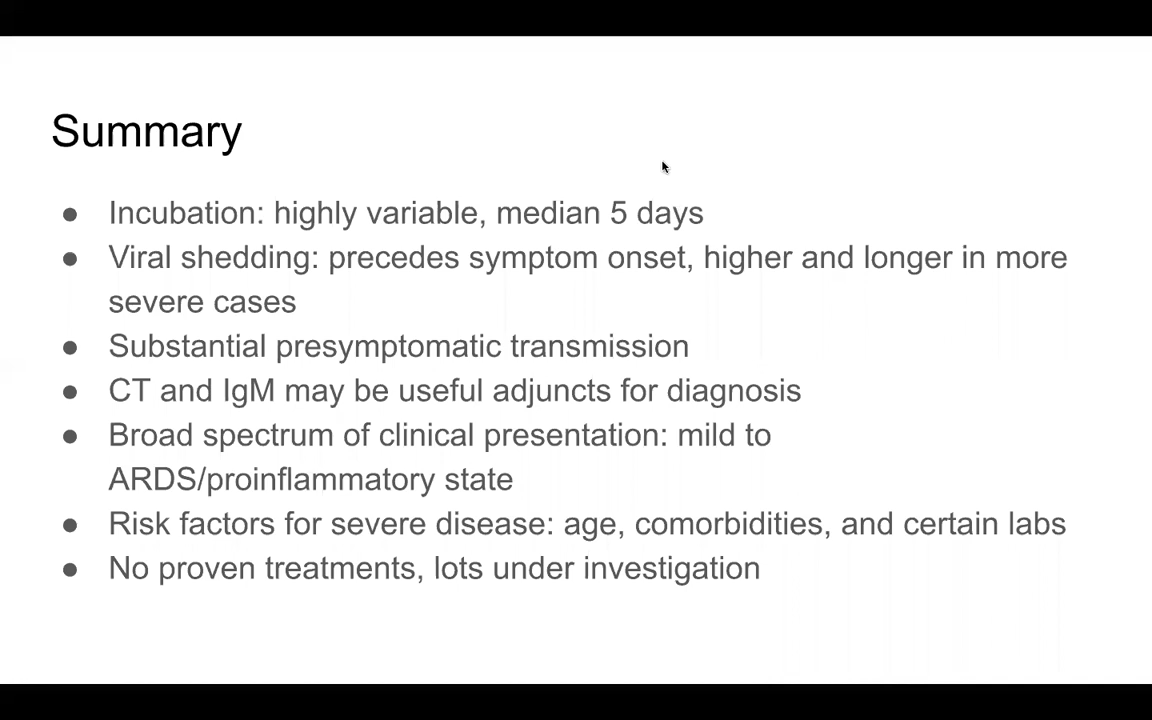 Summary
● Incubation: highly variable, median 5 days
● Viral shedding: precedes symptom onset, higher and longer in more
severe cases
● Substantial presymptomatic transmission
● CT and IgM may be useful adjuncts for diagnosis
● Broad spectrum of clinical presentation: mild to
ARDS/proinflammatory state
● Risk factors for severe disease: age, comorbidities, and certain labs
● No proven treatments, lots under investigation